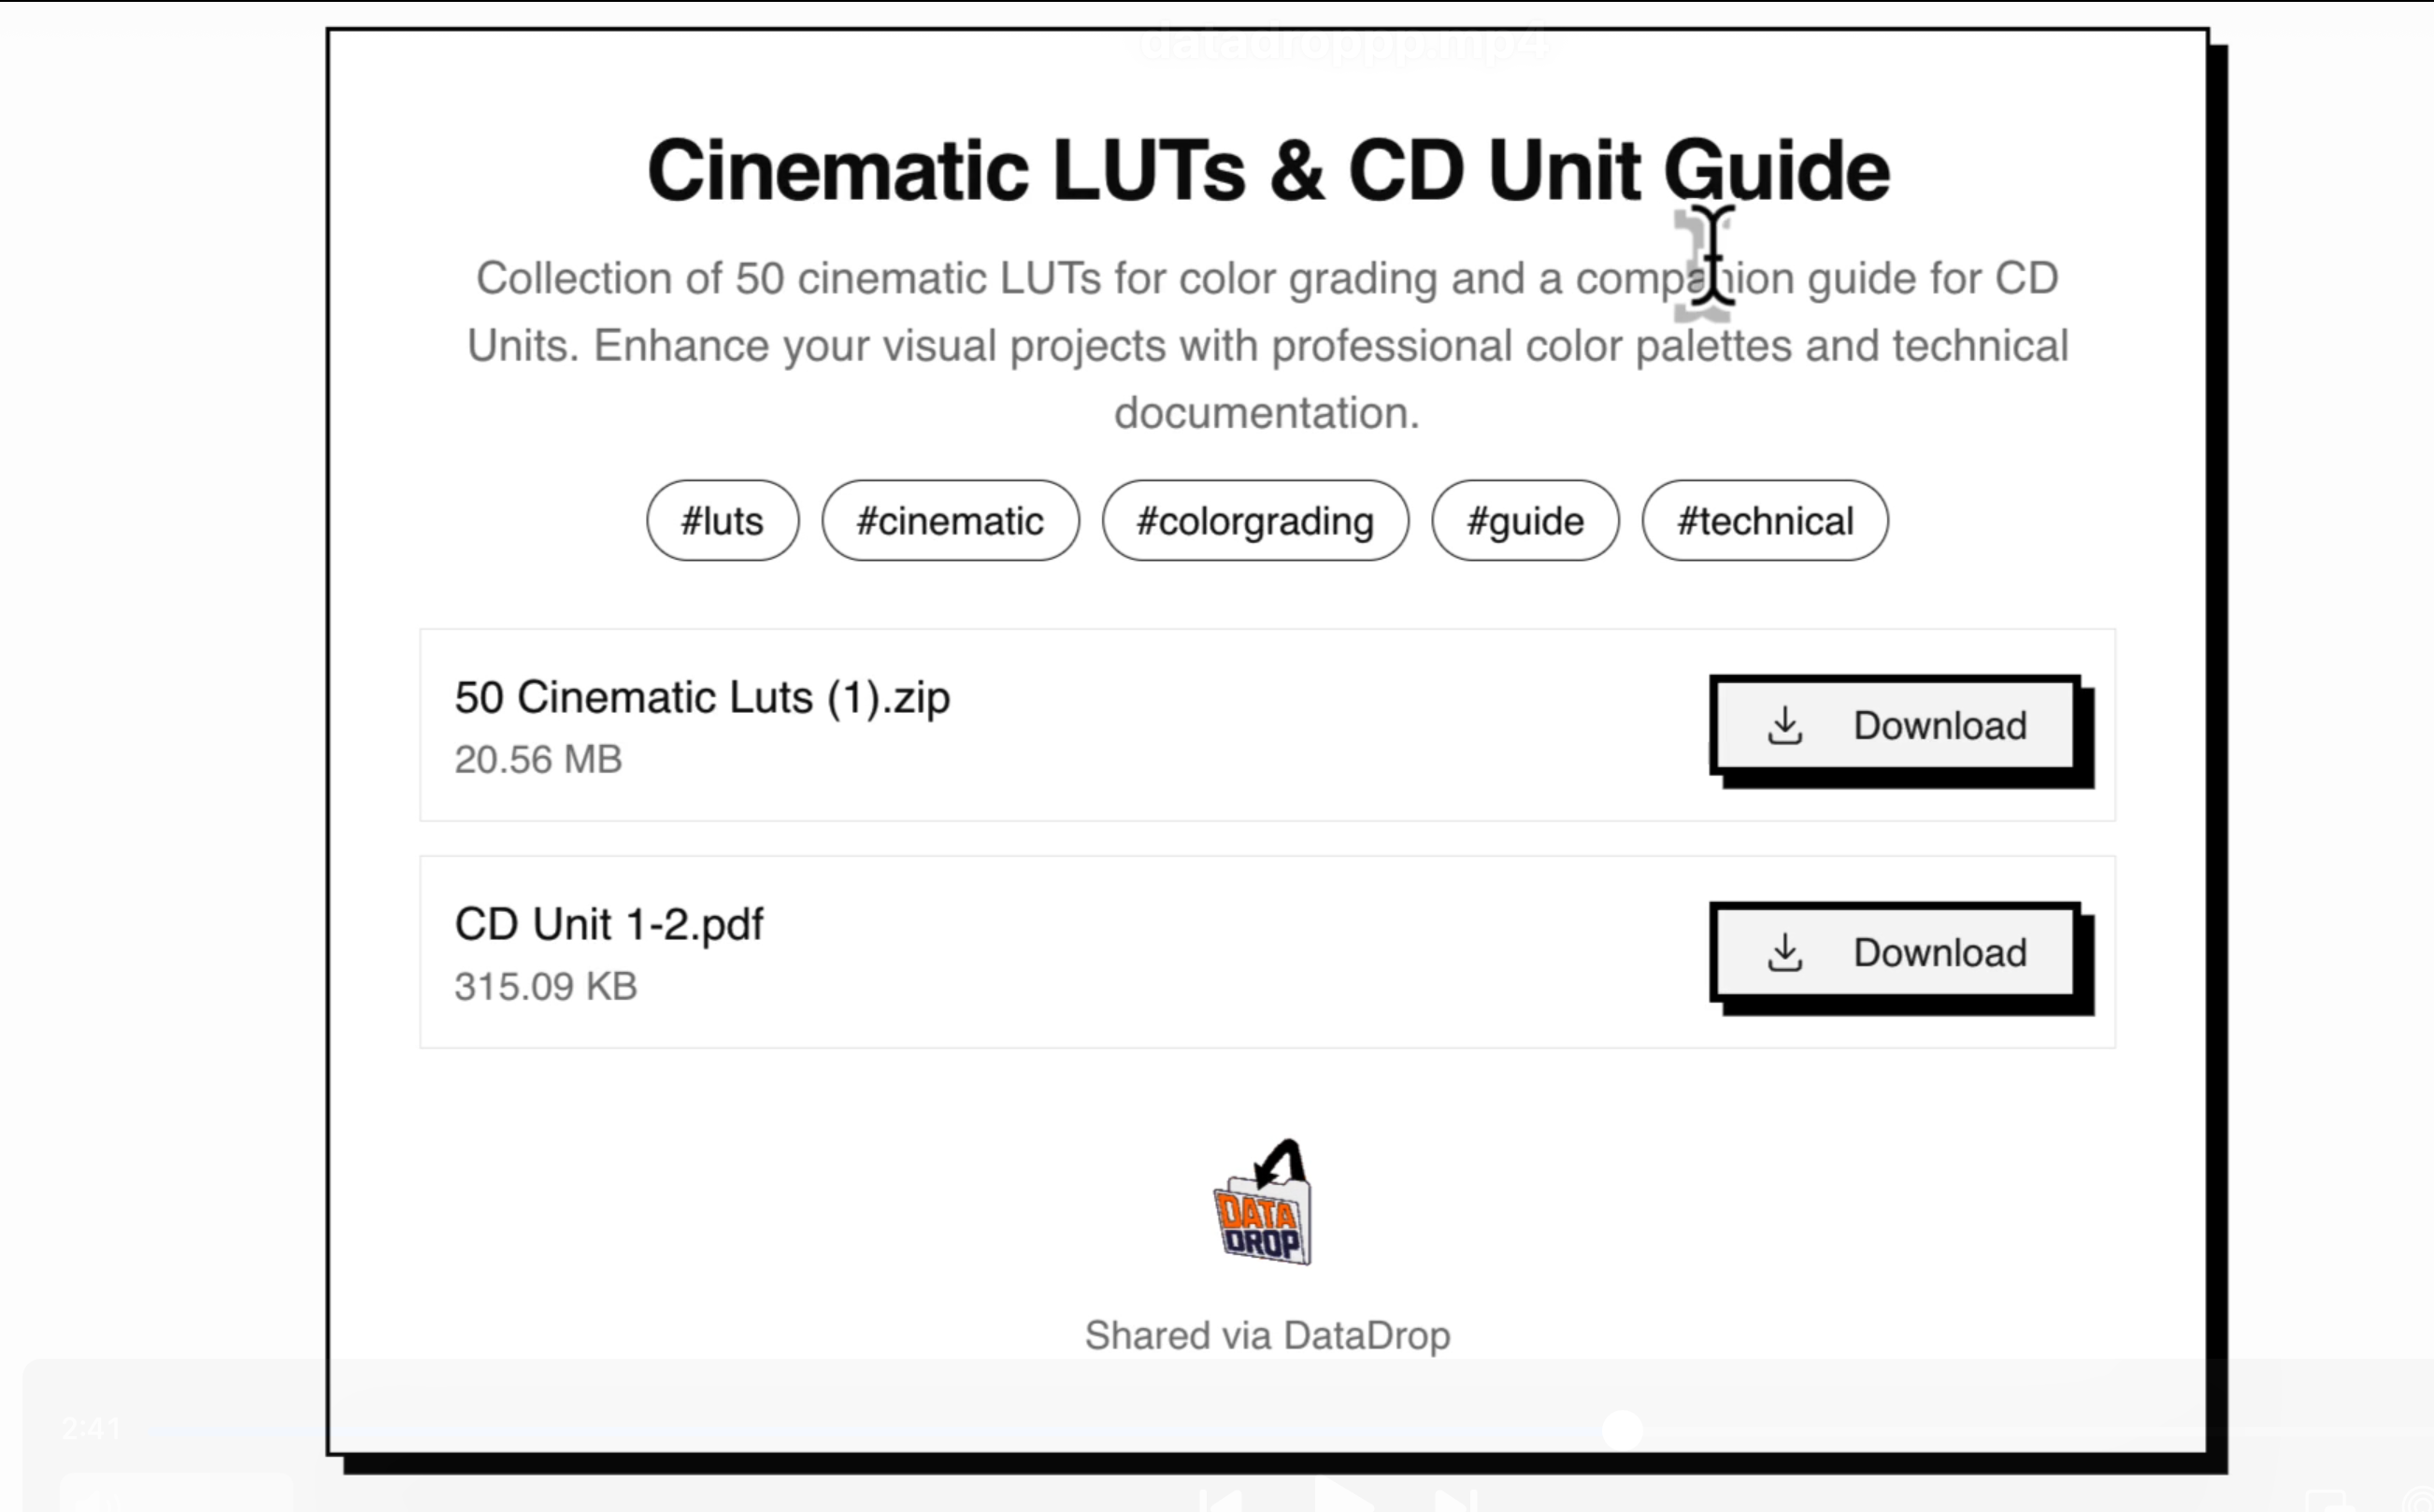 datadroppp.mp4
Cinematic LUTs & CD Unit Guide
Collection of 50 cinematic LUTs for color grading and a companion guide for CD
Units. Enhance your visual projects with professional color palettes and technical
documentation.
#luts #cinematic #colorgrading #guide #technical
50 Cinematic Luts (1).zip
20.56 MB
Download
CD Unit 1-2.pdf
315.09 KB
Download
DATA
DROP
Shared via DataDrop
2:41